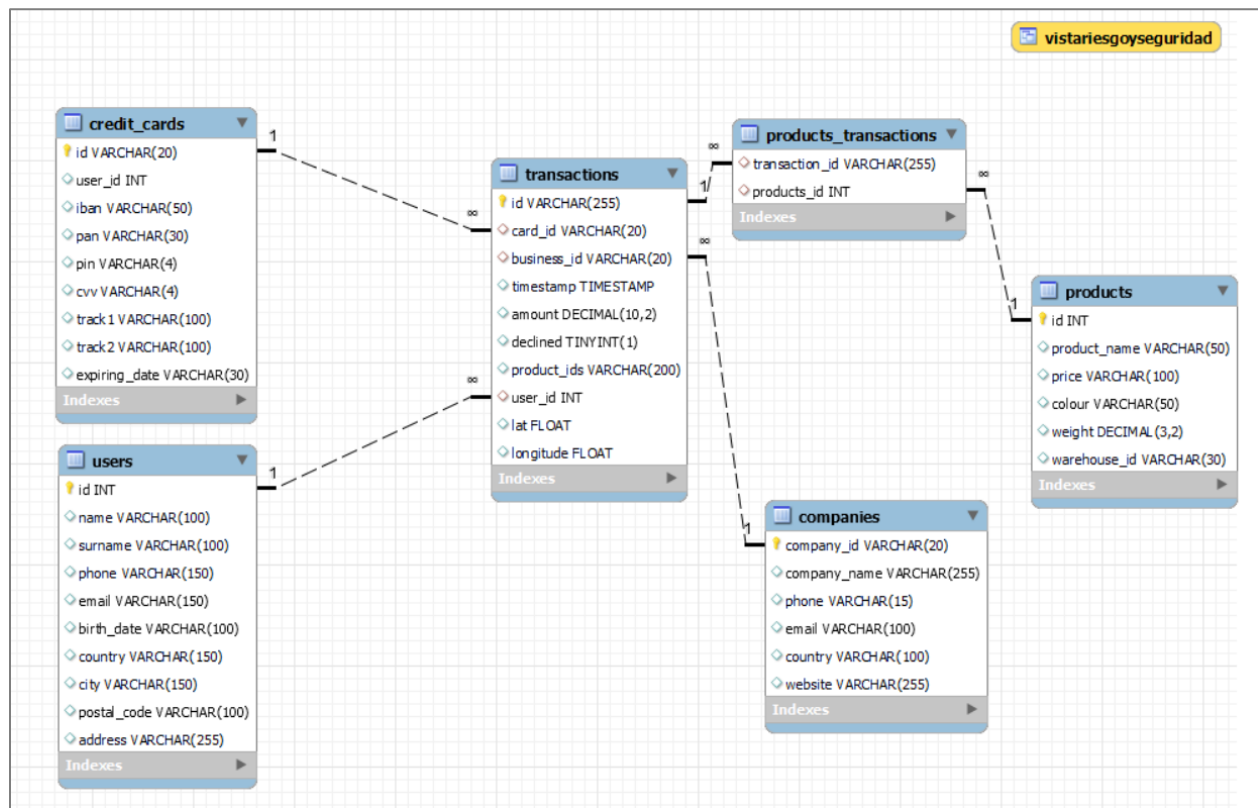 vistariesgoyseguridad
credit_cards
id VARCHAR(20)
user_id INT
iban VARCHAR(50)
pan VARCHAR(30)
pin VARCHAR(4)
cvv VARCHAR(4)
track1 VARCHAR(100)
track2 VARCHAR(100)
expiring_date VARCHAR(30)
Indexes
1
∞
users
id INT
name VARCHAR(100)
surname VARCHAR(100)
phone VARCHAR(150)
email VARCHAR(150)
birth_date VARCHAR(100)
country VARCHAR(150)
city VARCHAR(150)
postal_code VARCHAR(100)
address VARCHAR(255)
Indexes
1
∞
transactions
id VARCHAR(255)
card_id VARCHAR(20)
business_id VARCHAR(20)
timestamp TIMESTAMP
amount DECIMAL(10,2)
declined TINYINT(1)
product_ids VARCHAR(200)
user_id INT
lat FLOAT
longitude FLOAT
Indexes
1
∞
∞
products_transactions
transaction_id VARCHAR(255)
products_id INT
Indexes
∞
1
products
id INT
product_name VARCHAR(50)
price VARCHAR(100)
colour VARCHAR(50)
weight DECIMAL(3,2)
warehouse_id VARCHAR(30)
Indexes
1
companies
company_id VARCHAR(20)
company_name VARCHAR(255)
phone VARCHAR(15)
email VARCHAR(100)
country VARCHAR(100)
website VARCHAR(255)
Indexes